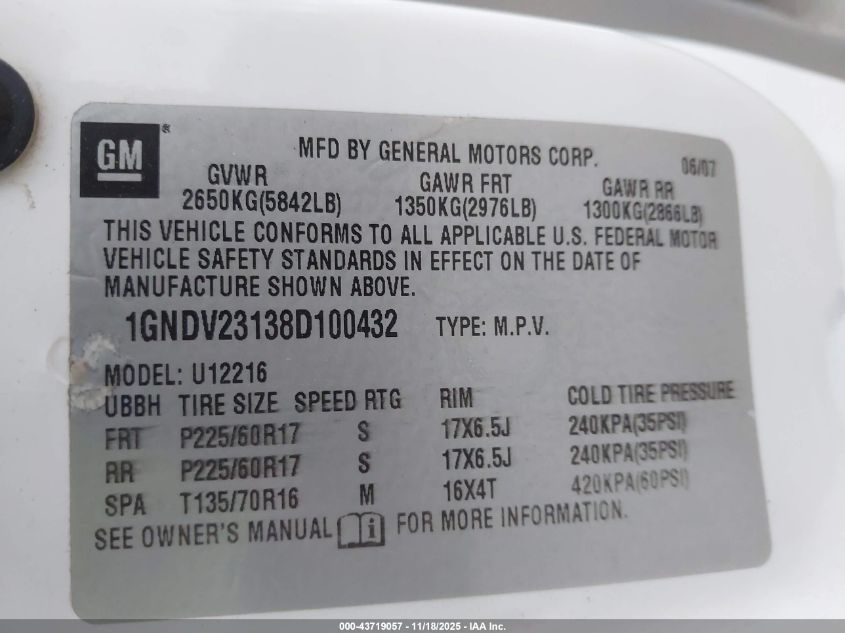 GM®
MFD BY GENERAL MOTORS CORP. 06/07
GVWR GAWR FRT GAWR RR
2650KG(5842LB) 1350KG(2976LB) 1300KG(2866LB)
THIS VEHICLE CONFORMS TO ALL APPLICABLE U.S. FEDERAL MOTOR
VEHICLE SAFETY STANDARDS IN EFFECT ON THE DATE OF
MANUFACTURE SHOWN ABOVE.
1GNDV23138D100432 TYPE: M.P.V.
MODEL: U12216
UBBH TIRE SIZE SPEED RTG RIM COLD TIRE PRESSURE
FRT P225/60R17 S 17X6.5J 240KPA(35PSI)
RR P225/60R17 S 17X6.5J 240KPA(35PSI)
SPA T135/70R16 M 16X4T 420KPA(60PSI)
SEE OWNER'S MANUAL i FOR MORE INFORMATION.
000-43719057 - 11/18/2025 - IAA Inc.